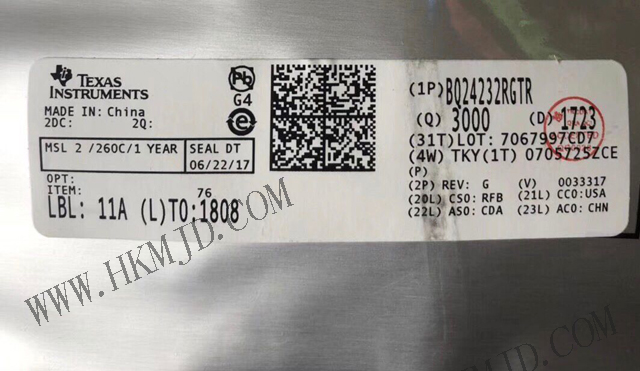 TEXAS
INSTRUMENTS
MADE IN: China
2DC: 2Q:
MSL 2 /260C/1 YEAR
SEAL DT
06/22/17
OPT:
ITEM: 76
LBL: 11A (L)TO:1808
Pb
G4
e
(1P) BQ24232RGTR
(Q) 3000 (D) 1723
(31T)LOT: 7067997CD7
(4W) TKY(1T) 0705725ZCE
(P)
(2P) REV: G (V) 0033317
(20L) CSO: RFB (21L) CCO:USA
(22L) ASO: CDA (23L) ACO: CHN
WWW.HKMJD.COM